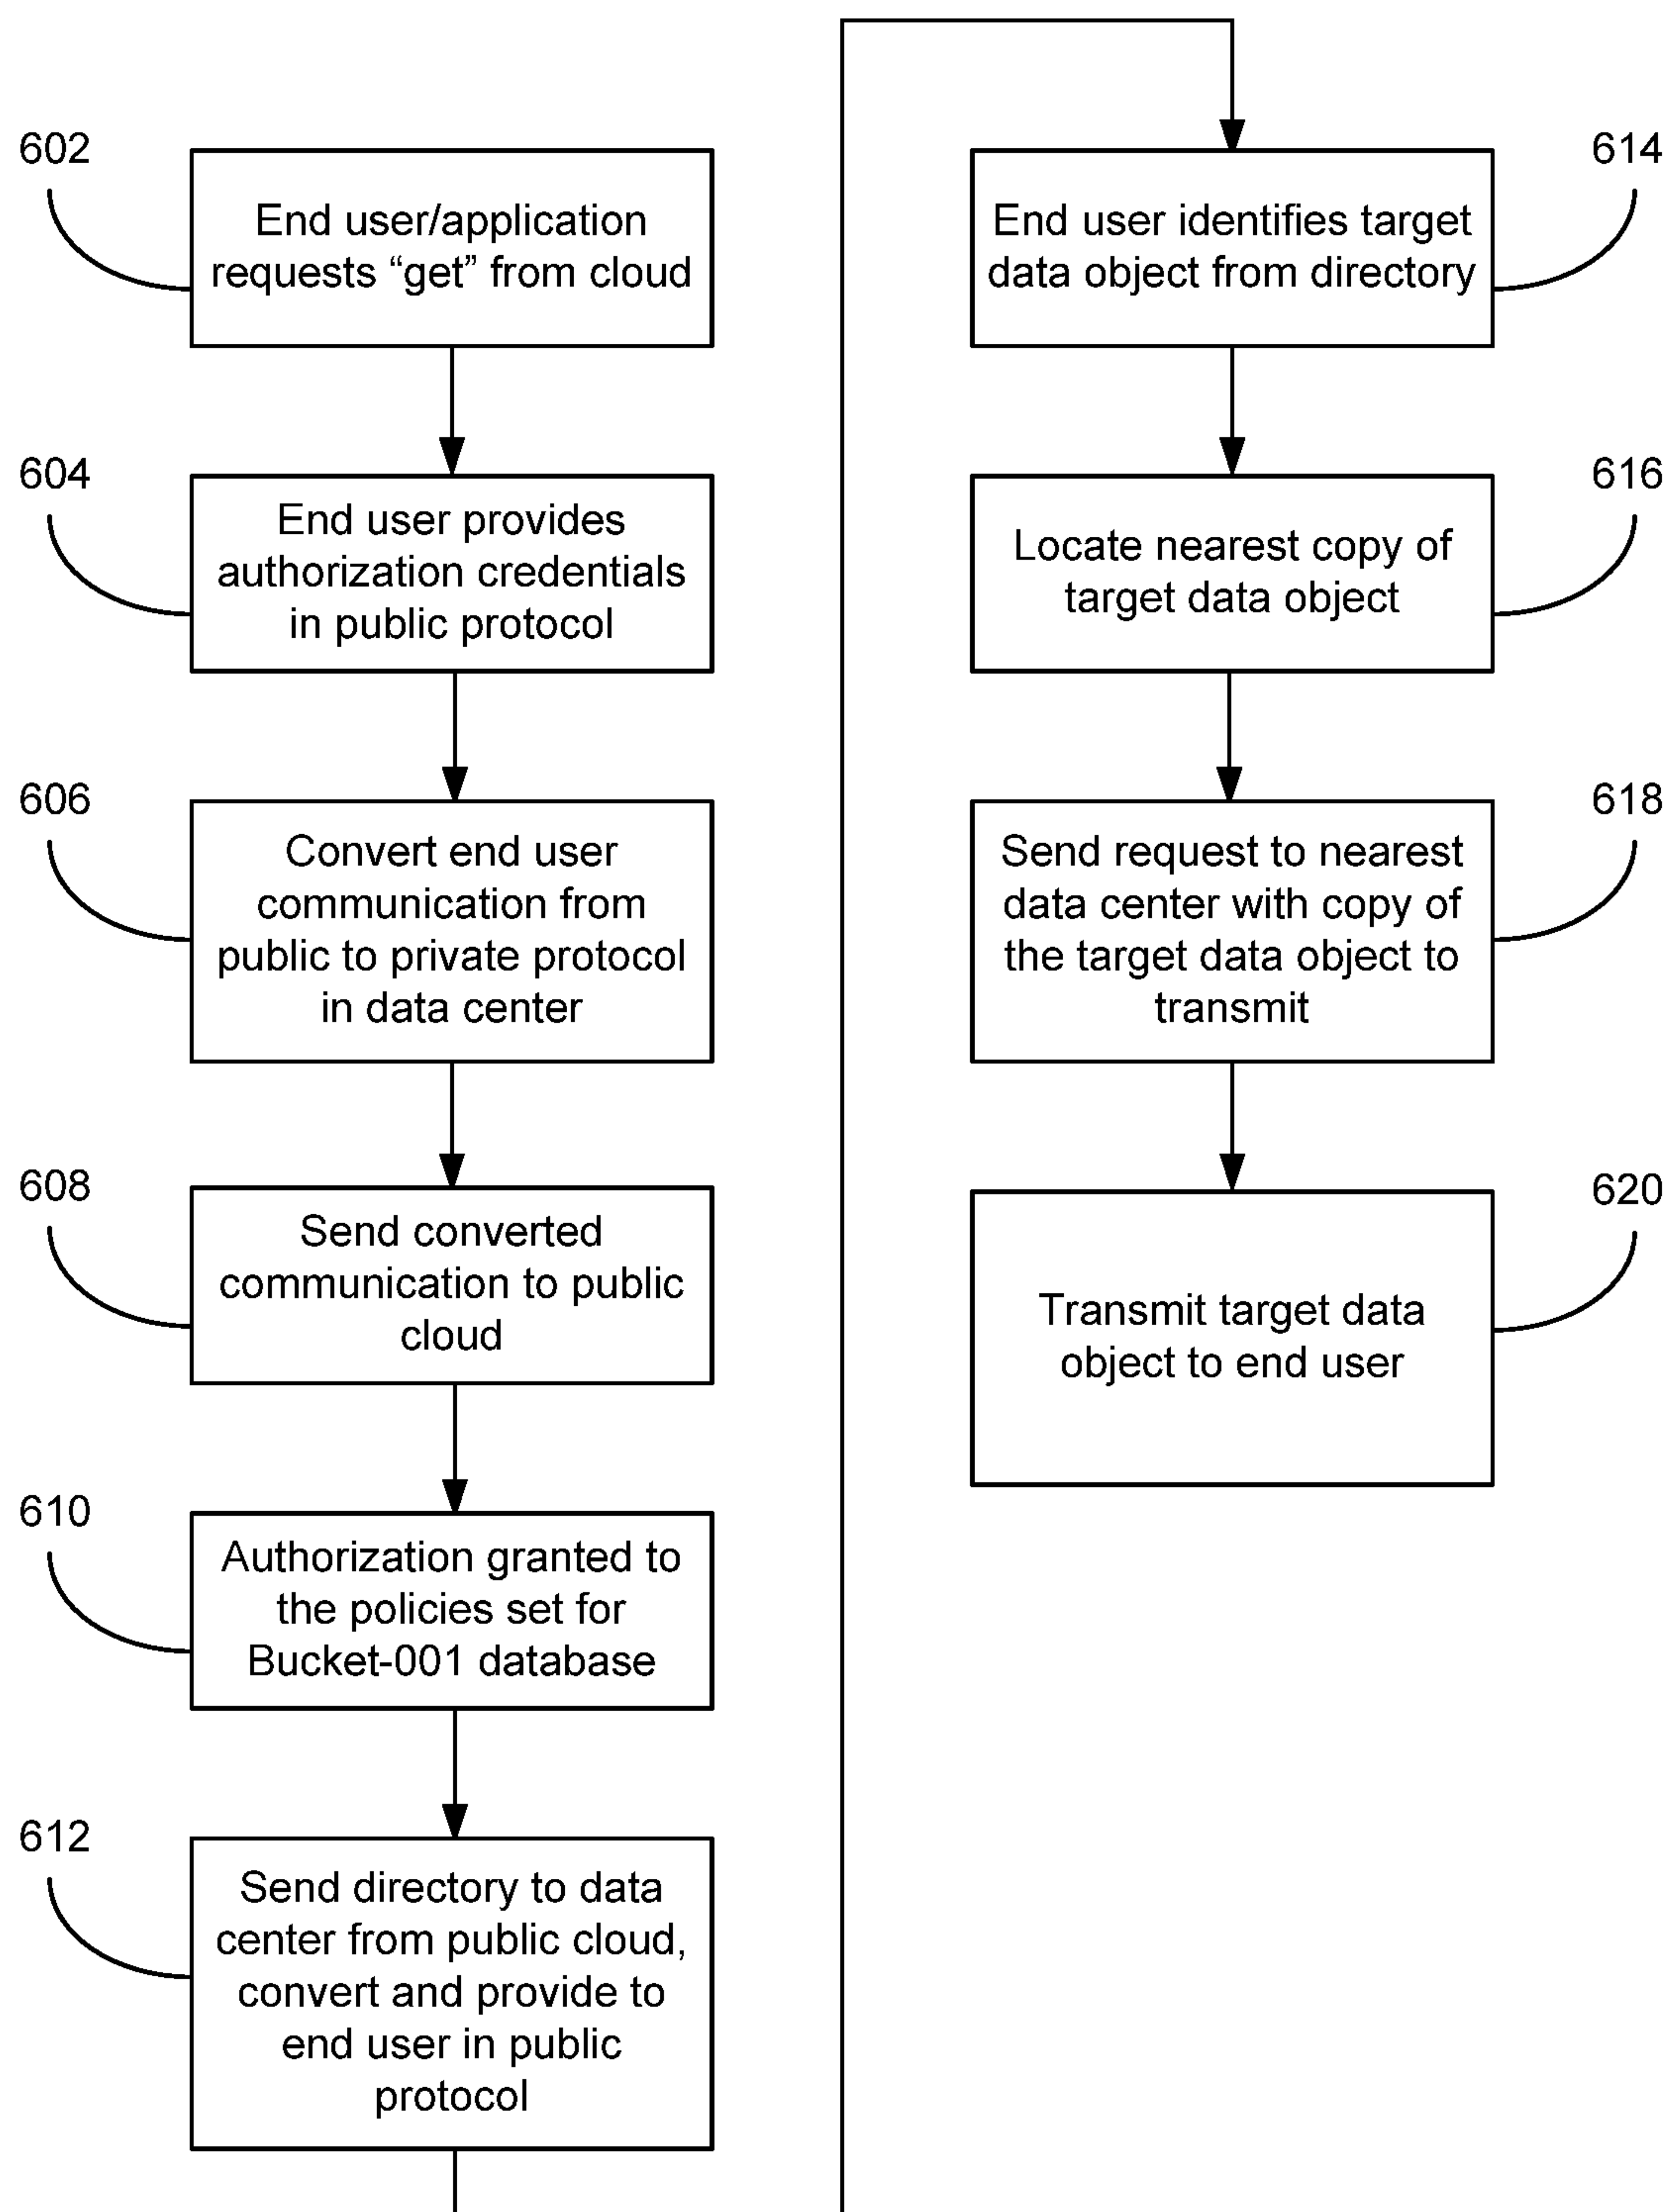 602
End user/application
requests “get” from cloud
604
End user provides
authorization credentials
in public protocol
606
Convert end user
communication from
public to private protocol
in data center
608
Send converted
communication to public
cloud
610
Authorization granted to
the policies set for
Bucket-001 database
612
Send directory to data
center from public cloud,
convert and provide to
end user in public
protocol
614
End user identifies target
data object from directory
616
Locate nearest copy of
target data object
618
Send request to nearest
data center with copy of
the target data object to
transmit
620
Transmit target data
object to end user